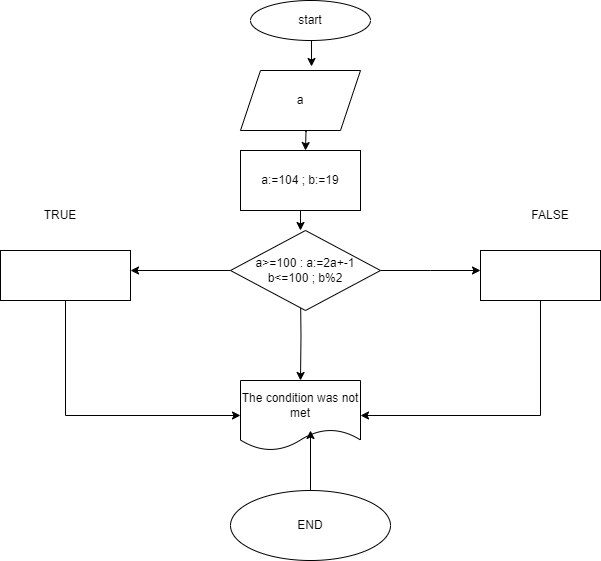 start
a
a:=104 ; b:=19
TRUE
FALSE
a>=100 : a:=2a+-1
b<=100 ; b%2
The condition was not
met
END